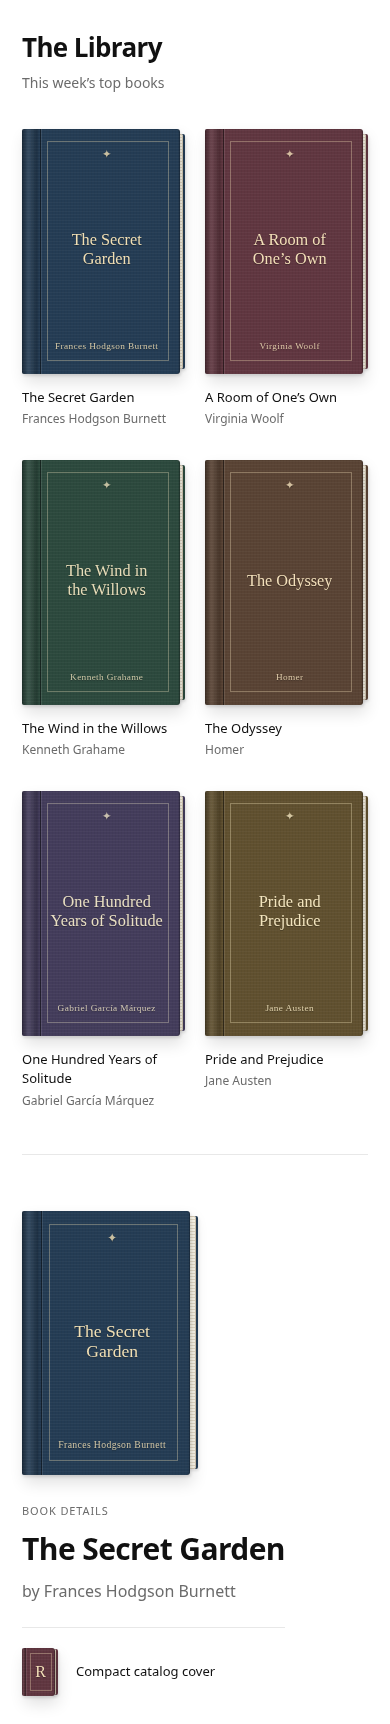 The Library
This week’s top books
✦
The Secret
Garden
Frances Hodgson Burnett
The Secret Garden
Frances Hodgson Burnett
✦
A Room of
One’s Own
Virginia Woolf
A Room of One’s Own
Virginia Woolf
✦
The Wind in
the Willows
Kenneth Grahame
The Wind in the Willows
Kenneth Grahame
✦
The Odyssey
Homer
The Odyssey
Homer
✦
One Hundred
Years of Solitude
Gabriel García Márquez
One Hundred Years of
Solitude
Gabriel García Márquez
✦
Pride and
Prejudice
Jane Austen
Pride and Prejudice
Jane Austen
✦
The Secret
Garden
Frances Hodgson Burnett
BOOK DETAILS
The Secret Garden
by Frances Hodgson Burnett
R
Compact catalog cover